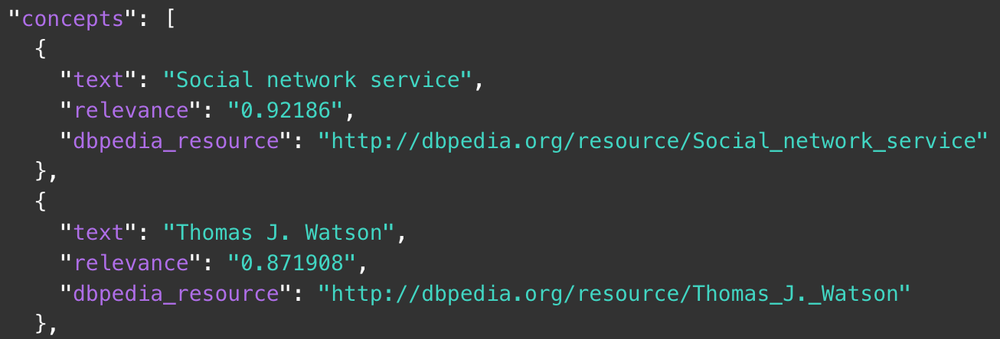 "concepts": [
  {
    "text": "Social network service",
    "relevance": "0.92186",
    "dbpedia_resource": "http://dbpedia.org/resource/Social_network_service"
  },
  {
    "text": "Thomas J. Watson",
    "relevance": "0.871908",
    "dbpedia_resource": "http://dbpedia.org/resource/Thomas_J._Watson"
  },